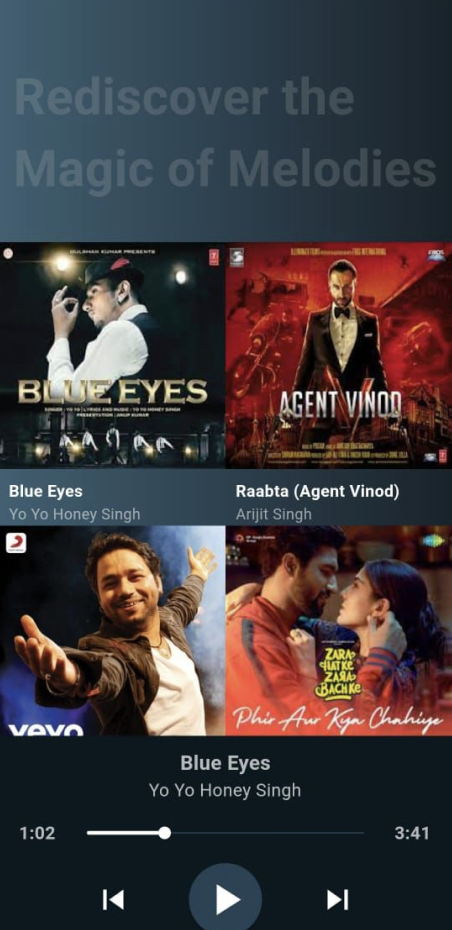 Rediscover the
Magic of Melodies
GULSHAN KUMAR PRESENTS
BLUE EYES
SINGER : YO YO | LYRICS AND MUSIC : YO YO HONEY SINGH
PRESENTATION : ANUP KUMAR
AGENT VINOD
Blue Eyes
Yo Yo Honey Singh
Raabta (Agent Vinod)
Arijit Singh
vevo
ZARA
HATKE
ZARA
BACHKE
Phir Aur Kya Chahiye
Blue Eyes
Yo Yo Honey Singh
1:02
3:41